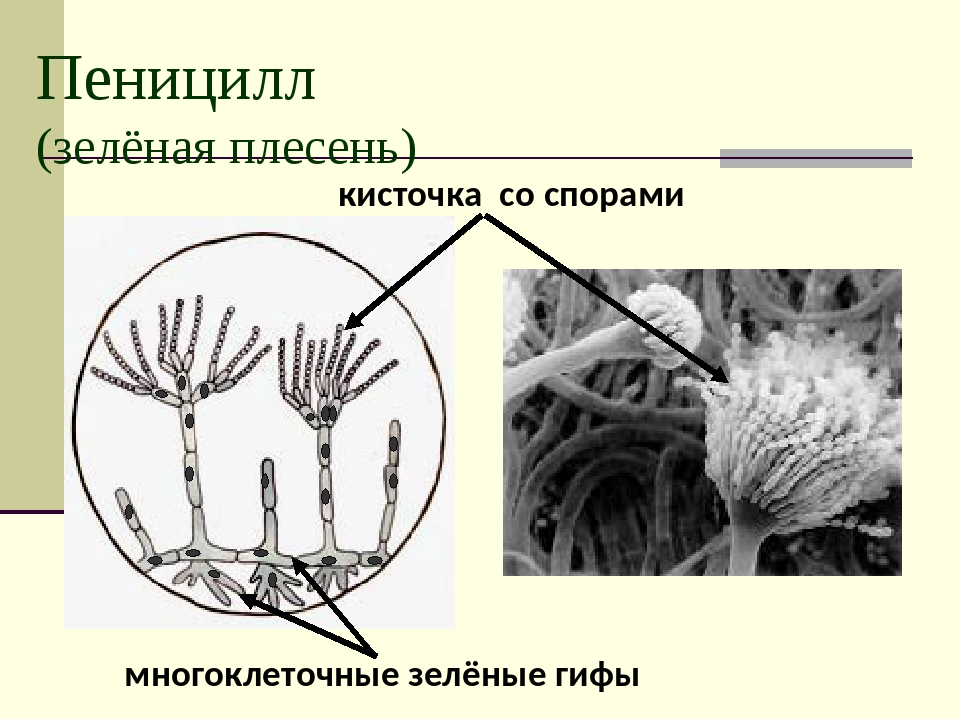 Пеницилл
(зелёная плесень)
кисточка со спорами
многоклеточные зелёные гифы